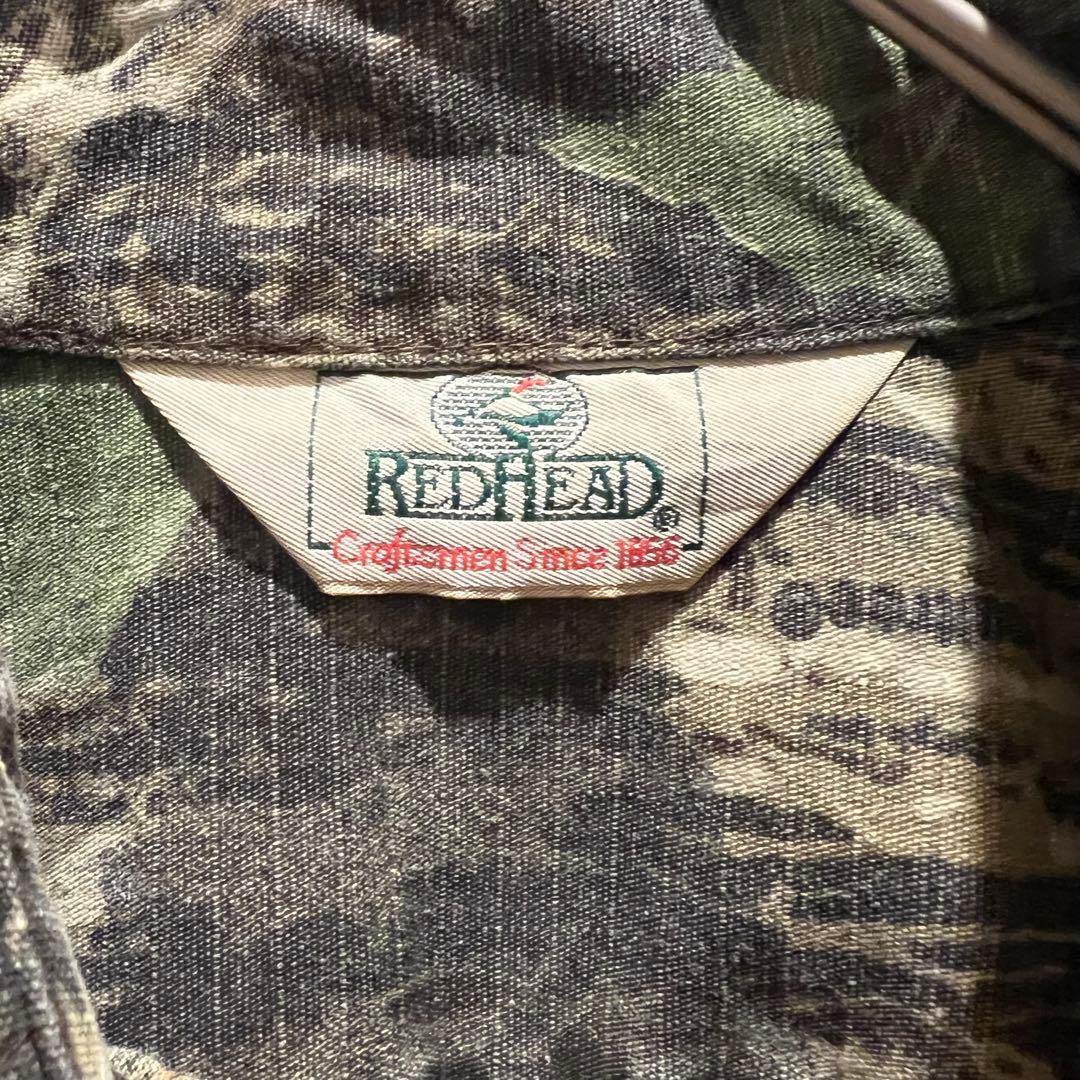 REDHEAD®
Craftsmen Since 1856